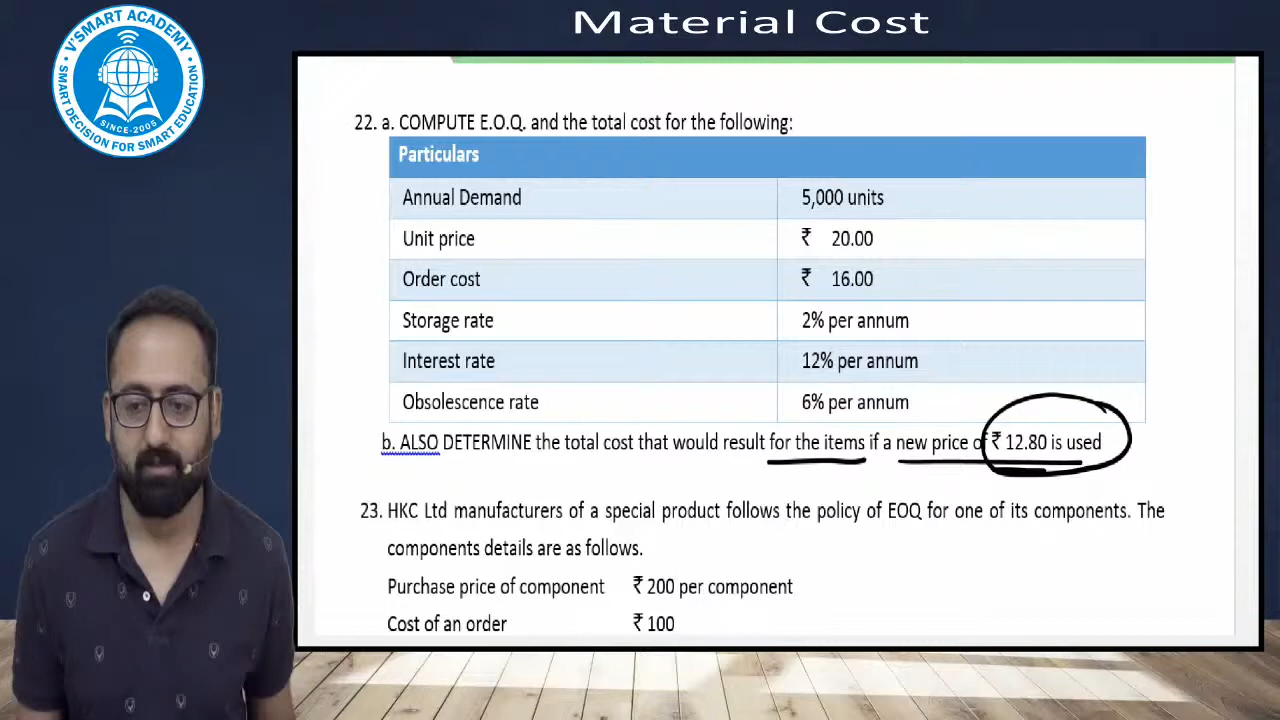 Material Cost
V'SMART ACADEMY
SINCE-2005
SMART DECISION FOR SMART EDUCATION
22. a. COMPUTE E.O.Q. and the total cost for the following:
Particulars
Annual Demand 5,000 units
Unit price ₹ 20.00
Order cost ₹ 16.00
Storage rate 2% per annum
Interest rate 12% per annum
Obsolescence rate 6% per annum
b. ALSO DETERMINE the total cost that would result for the items if a new price of ₹ 12.80 is used
23. HKC Ltd manufacturers of a special product follows the policy of EOQ for one of its components. The
components details are as follows.
Purchase price of component ₹ 200 per component
Cost of an order ₹ 100